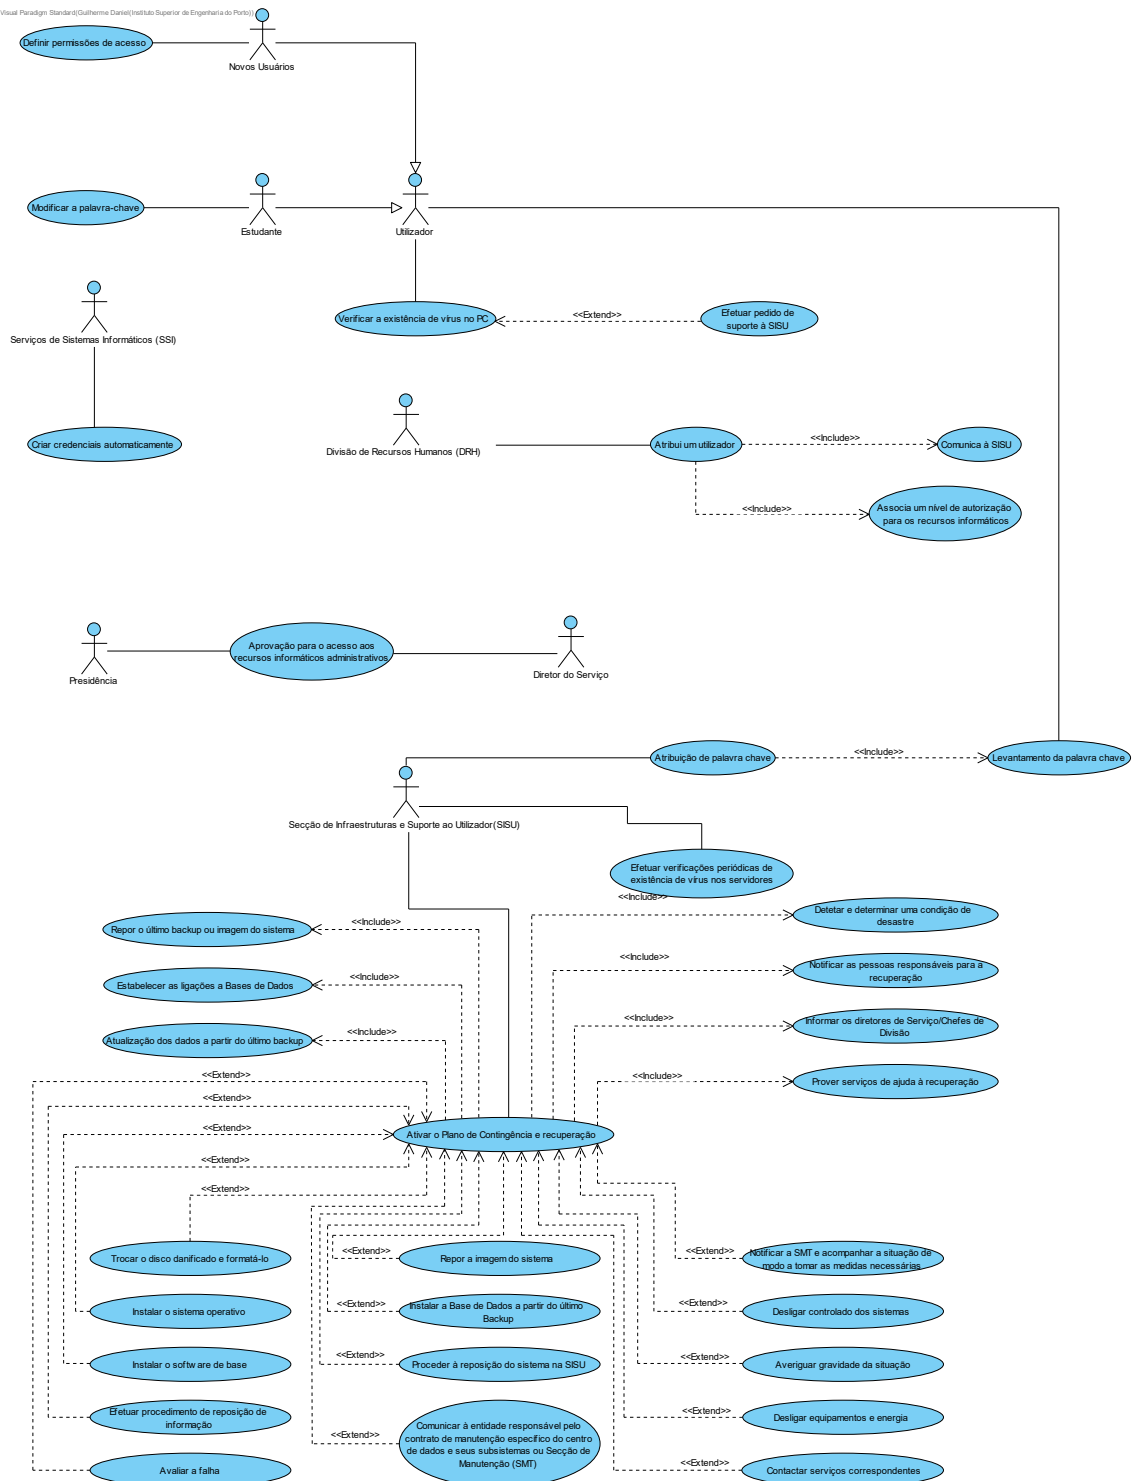 Visual Paradigm Standard(Guilherme Daniel(Instituto Superior de Engenharia do Porto))
Definir permissões de acesso
Novos Usuários
Modificar a palavra-chave
Estudante
Utilizador
Serviços de Sistemas Informáticos (SSI)
Verificar a existência de vírus no PC
<<Extend>>
Efetuar pedido de
suporte à SISU
Criar credenciais automaticamente
Divisão de Recursos Humanos (DRH)
Atribui um utilizador
<<Include>>
Comunica à SISU
<<Include>>
Associa um nível de autorização
para os recursos informáticos
Presidência
Aprovação para o acesso aos
recursos informáticos administrativos
Diretor do Serviço
Atribuição de palavra chave
<<Include>>
Levantamento da palavra chave
Secção de Infraestruturas e Suporte ao Utilizador(SISU)
Efetuar verificações periódicas de
existência de vírus nos servidores
<<Include>>
Detetar e determinar uma condição de
desastre
Repor o último backup ou imagem do sistema
<<Include>>
<<Include>>
Notificar as pessoas responsáveis para a
recuperação
Estabelecer as ligações a Bases de Dados
<<Include>>
<<Include>>
Informar os diretores de Serviço/Chefes de
Divisão
Atualização dos dados a partir do último backup
<<Include>>
<<Extend>>
<<Include>>
Prover serviços de ajuda à recuperação
<<Extend>>
<<Extend>>
Ativar o Plano de Contingência e recuperação
<<Extend>>
<<Extend>>
Trocar o disco danificado e formatá-lo
<<Extend>>
Repor a imagem do sistema
<<Extend>>
Notificar a SMT e acompanhar a situação de
modo a tomar as medidas necessárias
Instalar o sistema operativo
<<Extend>>
Instalar a Base de Dados a partir do último
Backup
<<Extend>>
Desligar controlado dos sistemas
Instalar o software de base
<<Extend>>
Proceder à reposição do sistema na SISU
<<Extend>>
Averiguar gravidade da situação
Efetuar procedimento de reposição de
informação
<<Extend>>
Comunicar à entidade responsável pelo
contrato de manutenção específico do centro
de dados e seus subsistemas ou Secção de
Manutenção (SMT)
<<Extend>>
Desligar equipamentos e energia
Avaliar a falha
<<Extend>>
Contactar serviços correspondentes